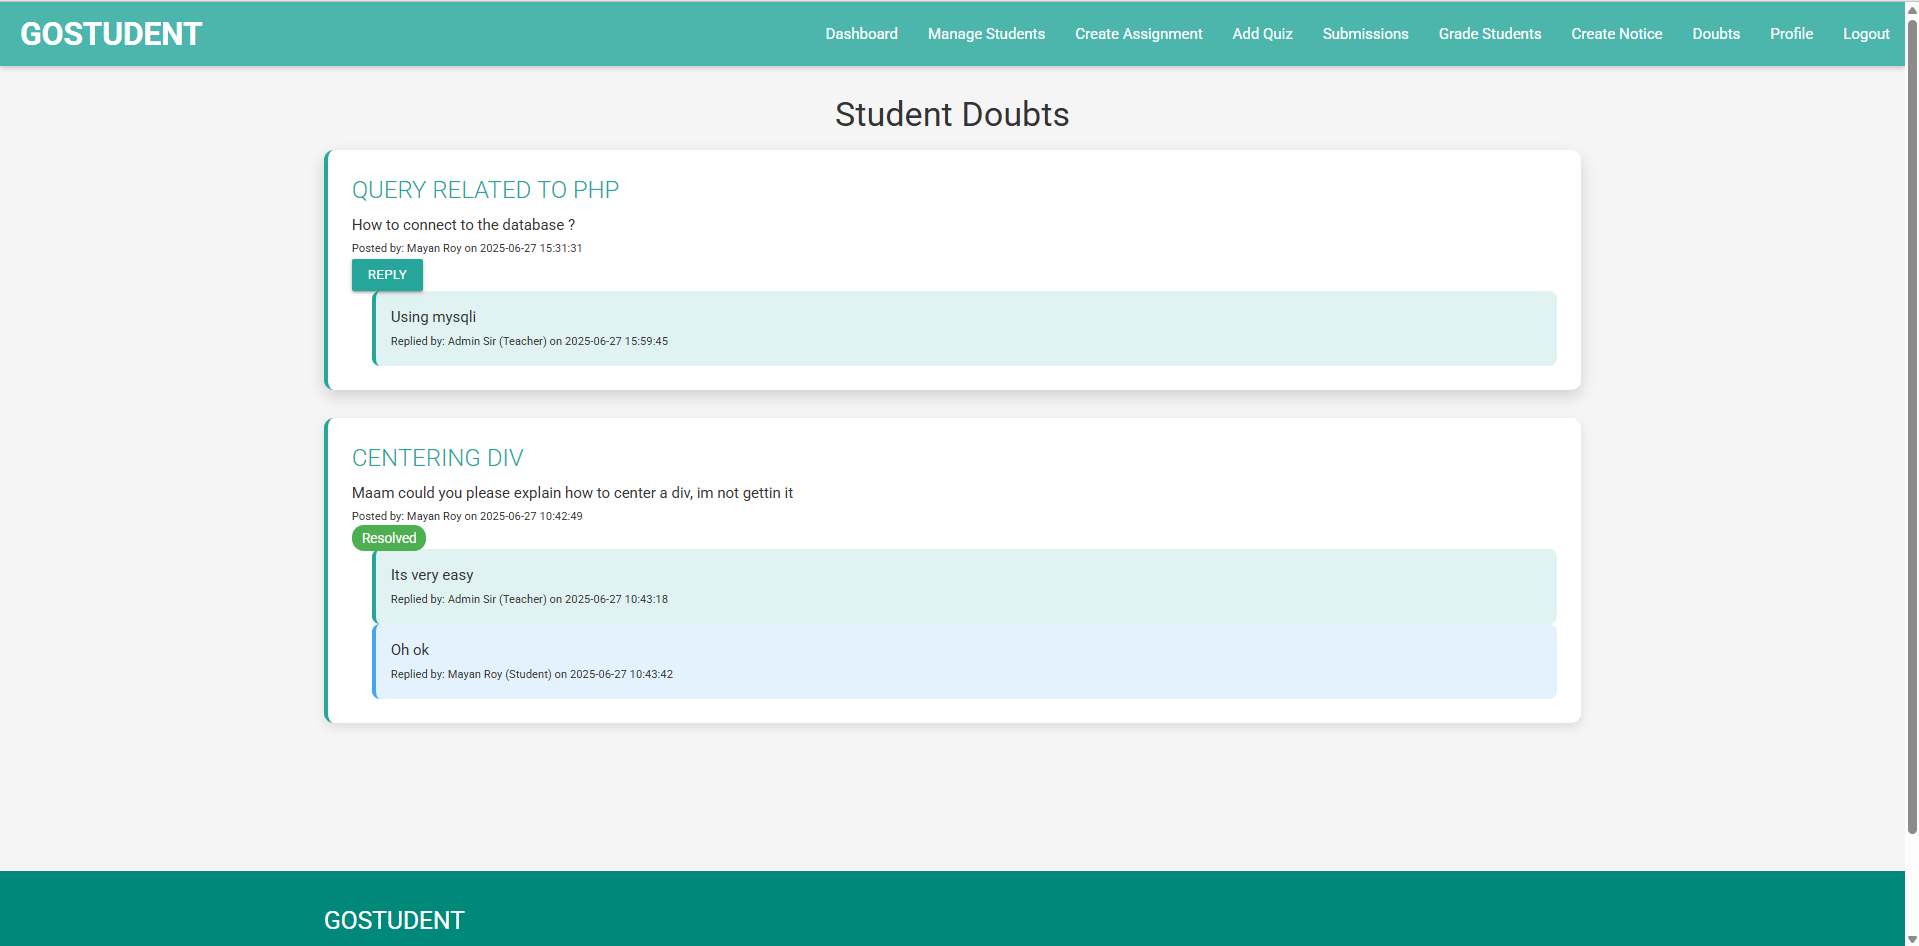 GOSTUDENT
Dashboard Manage Students Create Assignment Add Quiz Submissions Grade Students Create Notice Doubts Profile Logout
Student Doubts
QUERY RELATED TO PHP
How to connect to the database ?
Posted by: Mayan Roy on 2025-06-27 15:31:31
REPLY
Using mysqli
Replied by: Admin Sir (Teacher) on 2025-06-27 15:59:45
CENTERING DIV
Maam could you please explain how to center a div, im not gettin it
Posted by: Mayan Roy on 2025-06-27 10:42:49
Resolved
Its very easy
Replied by: Admin Sir (Teacher) on 2025-06-27 10:43:18
Oh ok
Replied by: Mayan Roy (Student) on 2025-06-27 10:43:42
GOSTUDENT